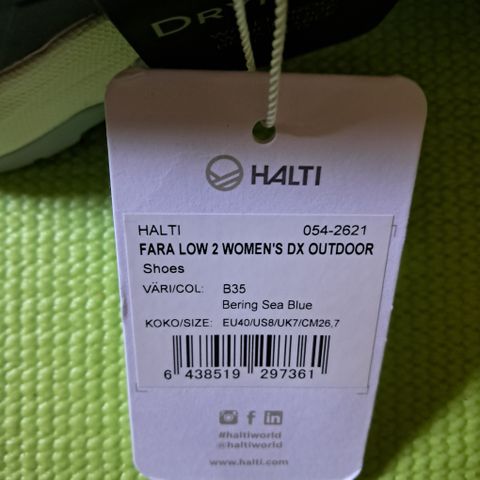 HALTI
HALTI 054-2621
FARA LOW 2 WOMEN'S DX OUTDOOR
Shoes
VÄRI/COL: B35
Bering Sea Blue
KOKO/SIZE: EU40/US8/UK7/CM26,7
6 438519 297361
#haltiworld
@haltiworld
www.halti.com